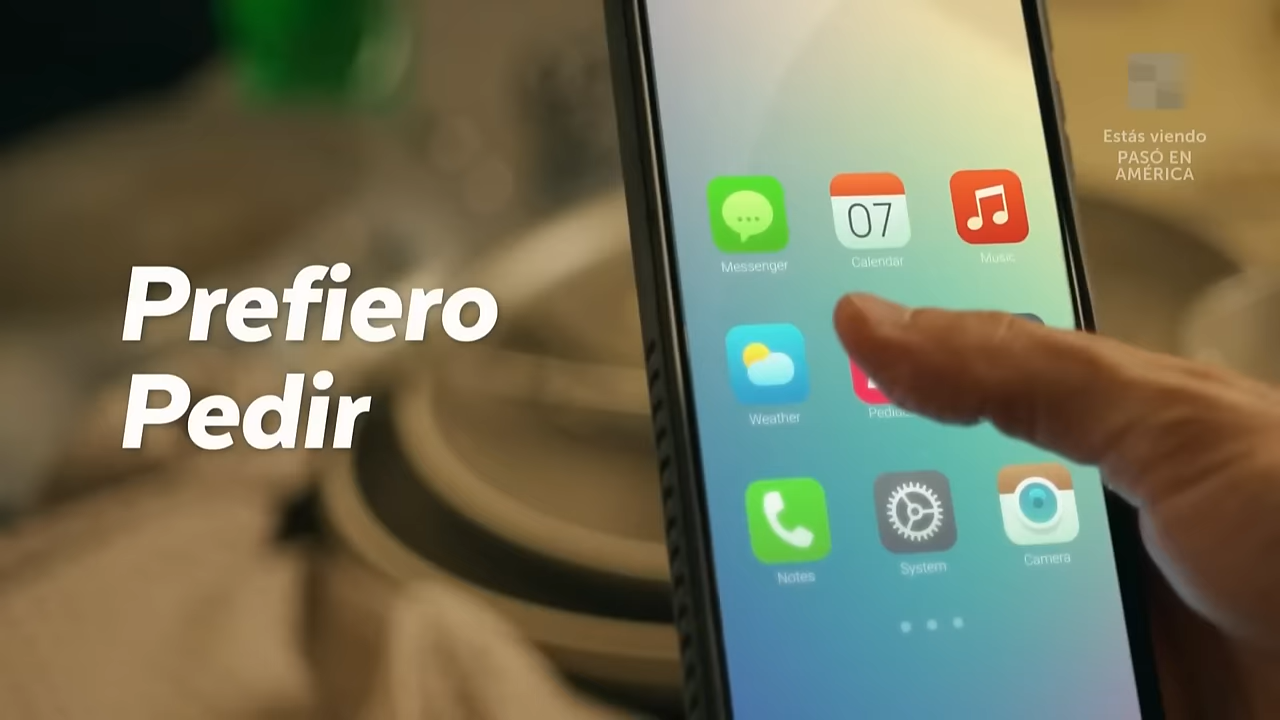 Estás viendo
PASÓ EN
AMÉRICA
Prefiero
Pedir
07
Messenger
Calendar
Music
Weather
Notes
System
Camera